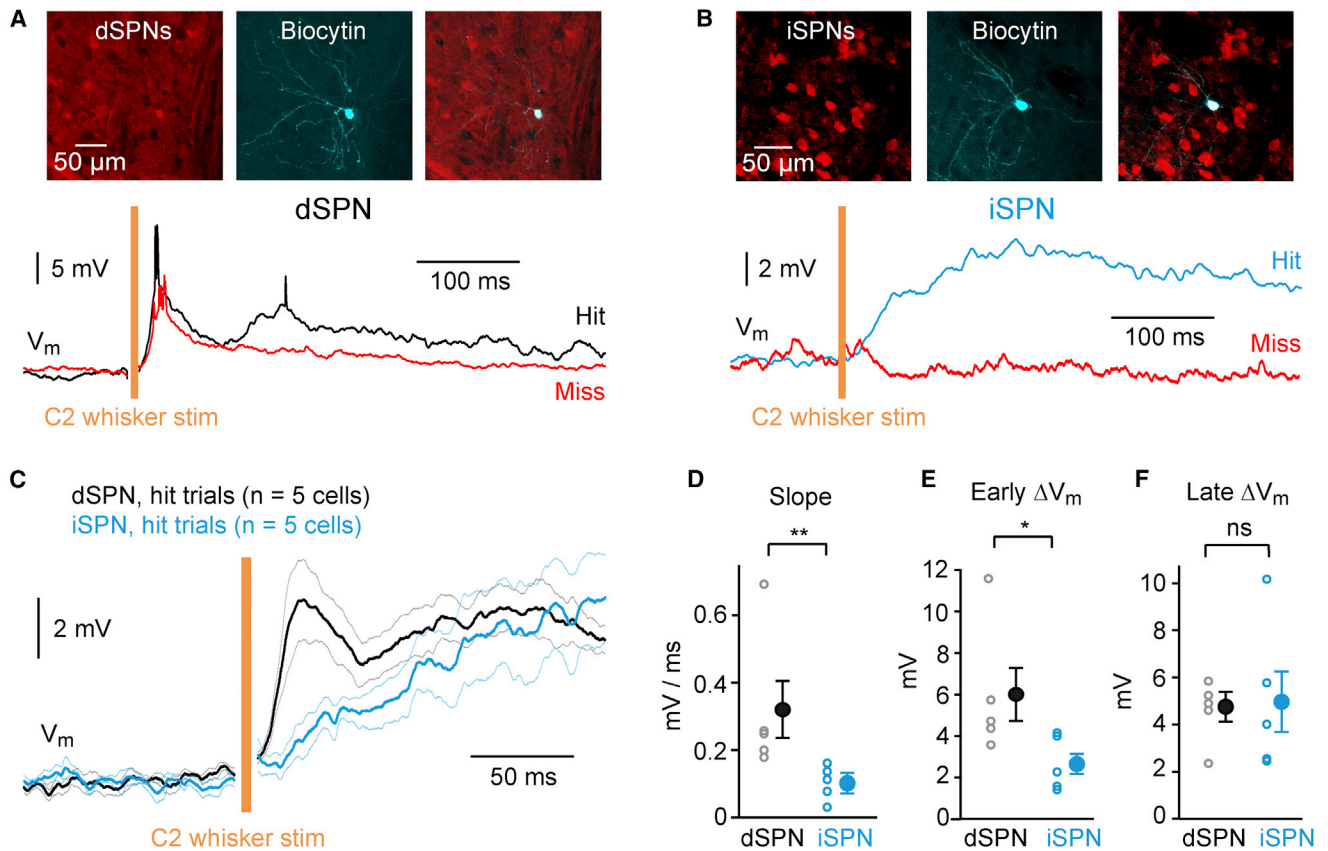 A
dSPNs
Biocytin
50 µm
dSPN
5 mV
100 ms
Hit
Vm
Miss
C2 whisker stim
B
iSPNs
Biocytin
50 µm
iSPN
2 mV
Hit
Vm
100 ms
Miss
C2 whisker stim
C
dSPN, hit trials (n = 5 cells)
iSPN, hit trials (n = 5 cells)
2 mV
Vm
50 ms
C2 whisker stim
D
Slope
**
0.6
0.4
0.2
0
mV / ms
dSPN iSPN
E
Early ΔVm
*
12
10
8
6
4
2
0
mV
dSPN iSPN
F
Late ΔVm
ns
10
8
6
4
2
0
mV
dSPN iSPN